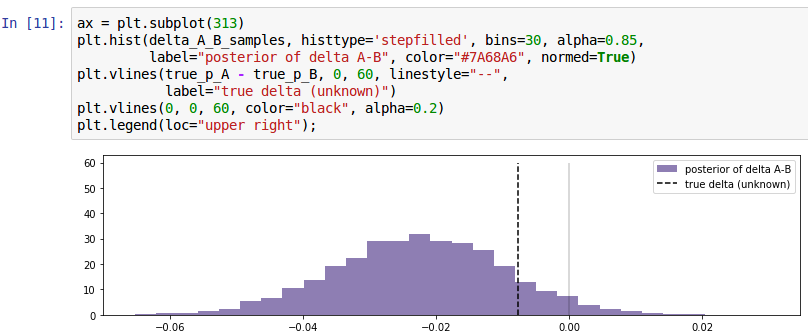 In [11]: ax = plt.subplot(313)
plt.hist(delta_A_B_samples, histtype='stepfilled', bins=30, alpha=0.85,
         label="posterior of delta A-B", color="#7A68A6", normed=True)
plt.vlines(true_p_A - true_p_B, 0, 60, linestyle="--",
           label="true delta (unknown)")
plt.vlines(0, 0, 60, color="black", alpha=0.2)
plt.legend(loc="upper right");
60
50
40
30
20
10
0
posterior of delta A-B
true delta (unknown)
−0.06 −0.04 −0.02 0.00 0.02